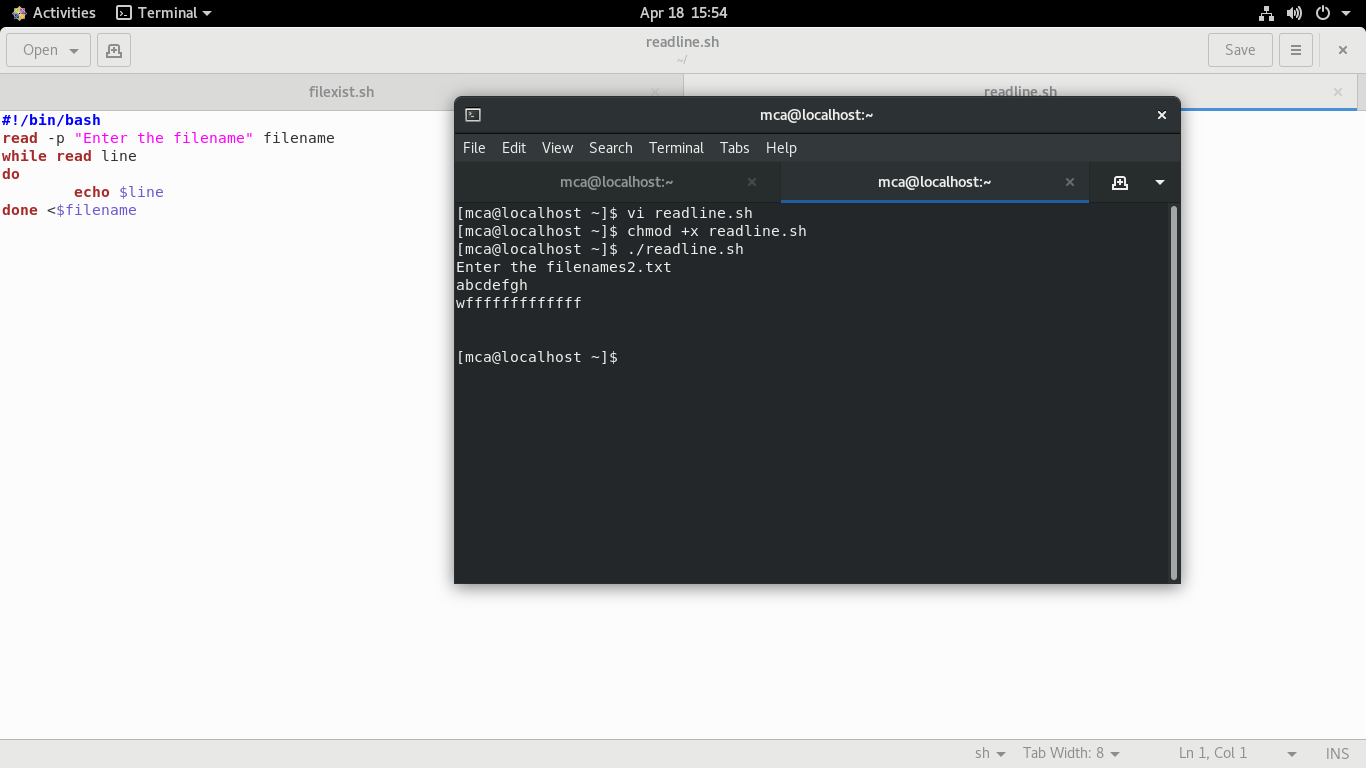 Activities Terminal Apr 18 15:54
Open readline.sh Save
~/
filexist.sh readline.sh
#!/bin/bash
read -p "Enter the filename" filename
while read line
do
echo $line
done <$filename
mca@localhost:~
File Edit View Search Terminal Tabs Help
mca@localhost:~ mca@localhost:~
[mca@localhost ~]$ vi readline.sh
[mca@localhost ~]$ chmod +x readline.sh
[mca@localhost ~]$ ./readline.sh
Enter the filenames2.txt
abcdefgh
wfffffffffffff
[mca@localhost ~]$
sh Tab Width: 8 Ln 1, Col 1 INS